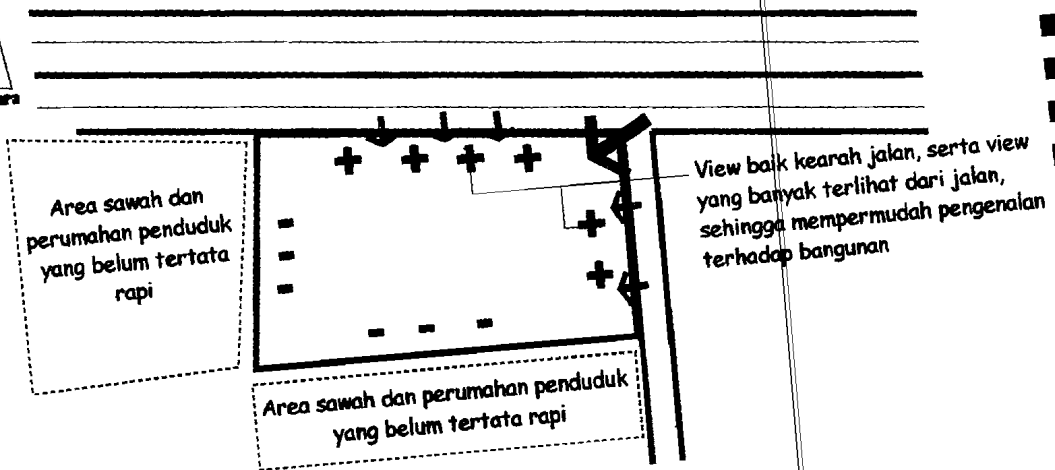 Area sawah dan
perumahan penduduk
yang belum tertata
rapi
View baik kearah jalan, serta view
yang banyak terlihat dari jalan,
sehingga mempermudah pengenalan
terhadap bangunan
Area sawah dan perumahan penduduk
yang belum tertata rapi